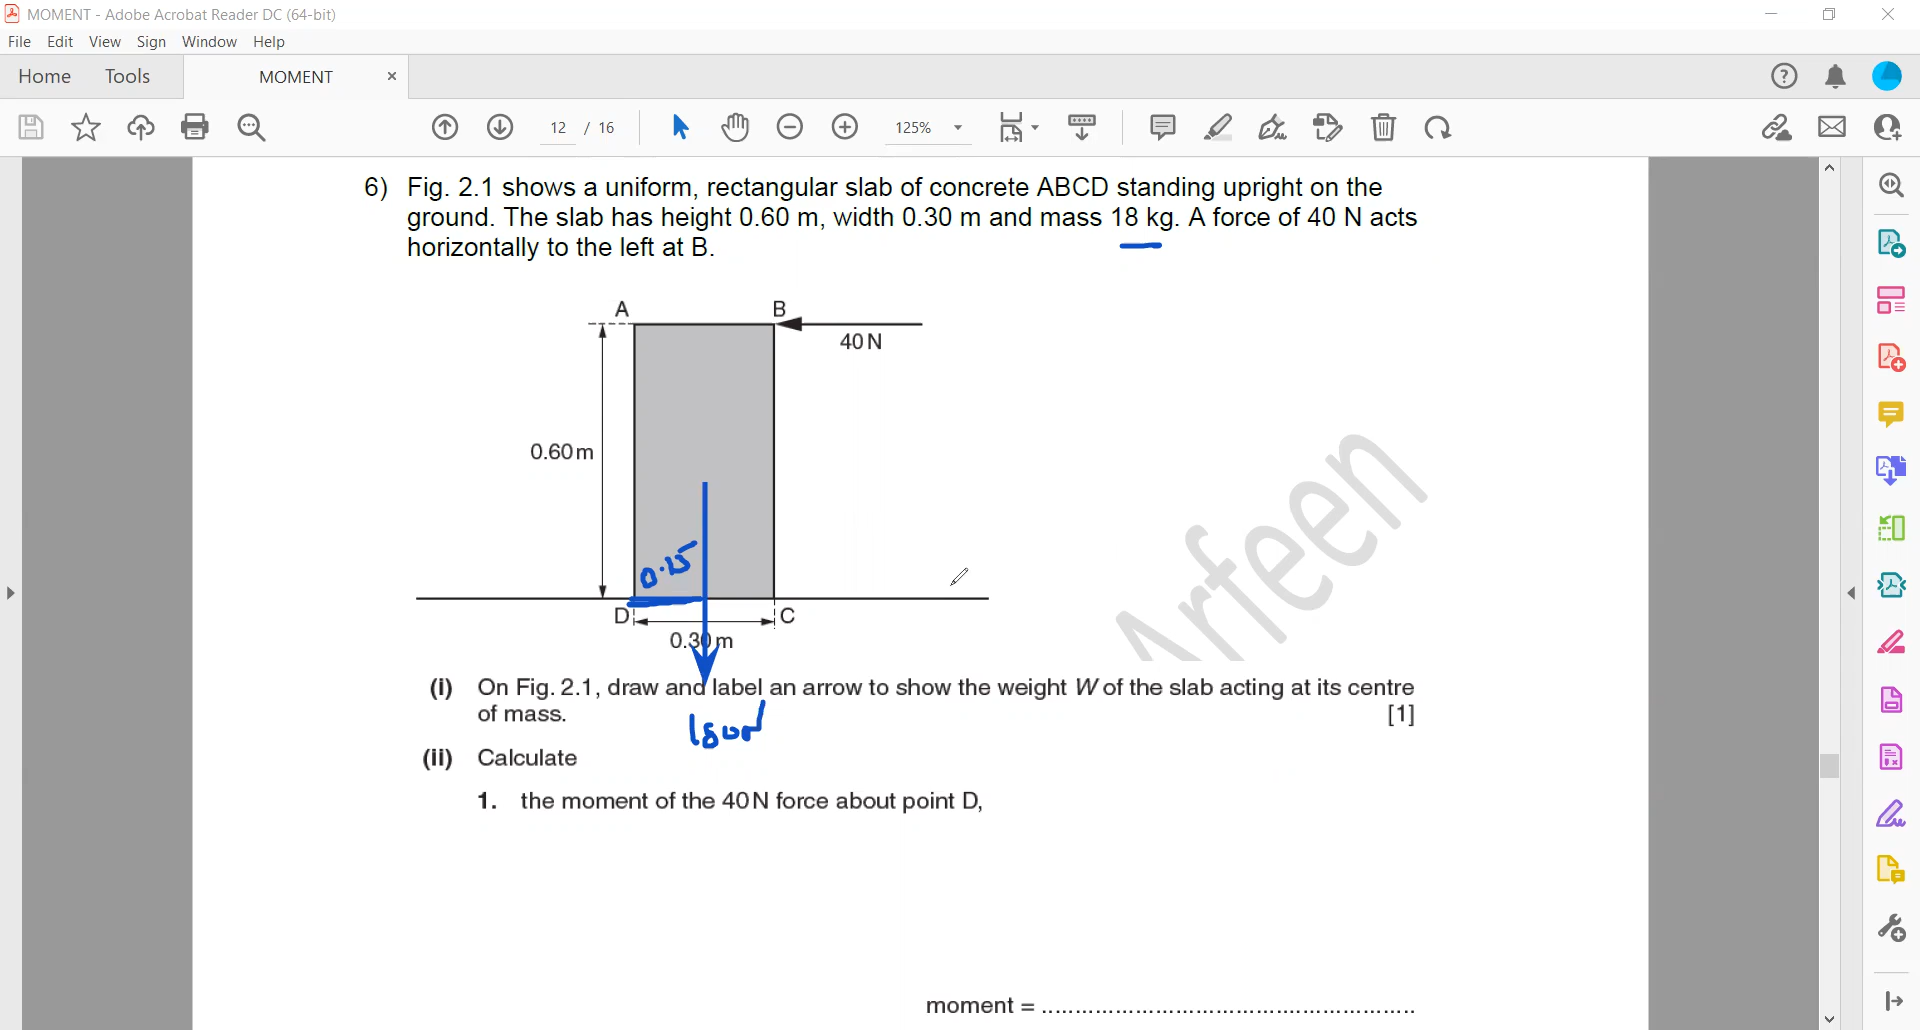 MOMENT - Adobe Acrobat Reader DC (64-bit)
File Edit View Sign Window Help
Home Tools MOMENT
12 / 16 125%
6) Fig. 2.1 shows a uniform, rectangular slab of concrete ABCD standing upright on the
ground. The slab has height 0.60 m, width 0.30 m and mass 18 kg. A force of 40 N acts
horizontally to the left at B.
A B
40 N
0.60 m
0.15
D C
0.30 m
Arfeen
(i) On Fig. 2.1, draw and label an arrow to show the weight W of the slab acting at its centre
of mass. [1]
180N
(ii) Calculate
1. the moment of the 40 N force about point D,
moment = ..................................................